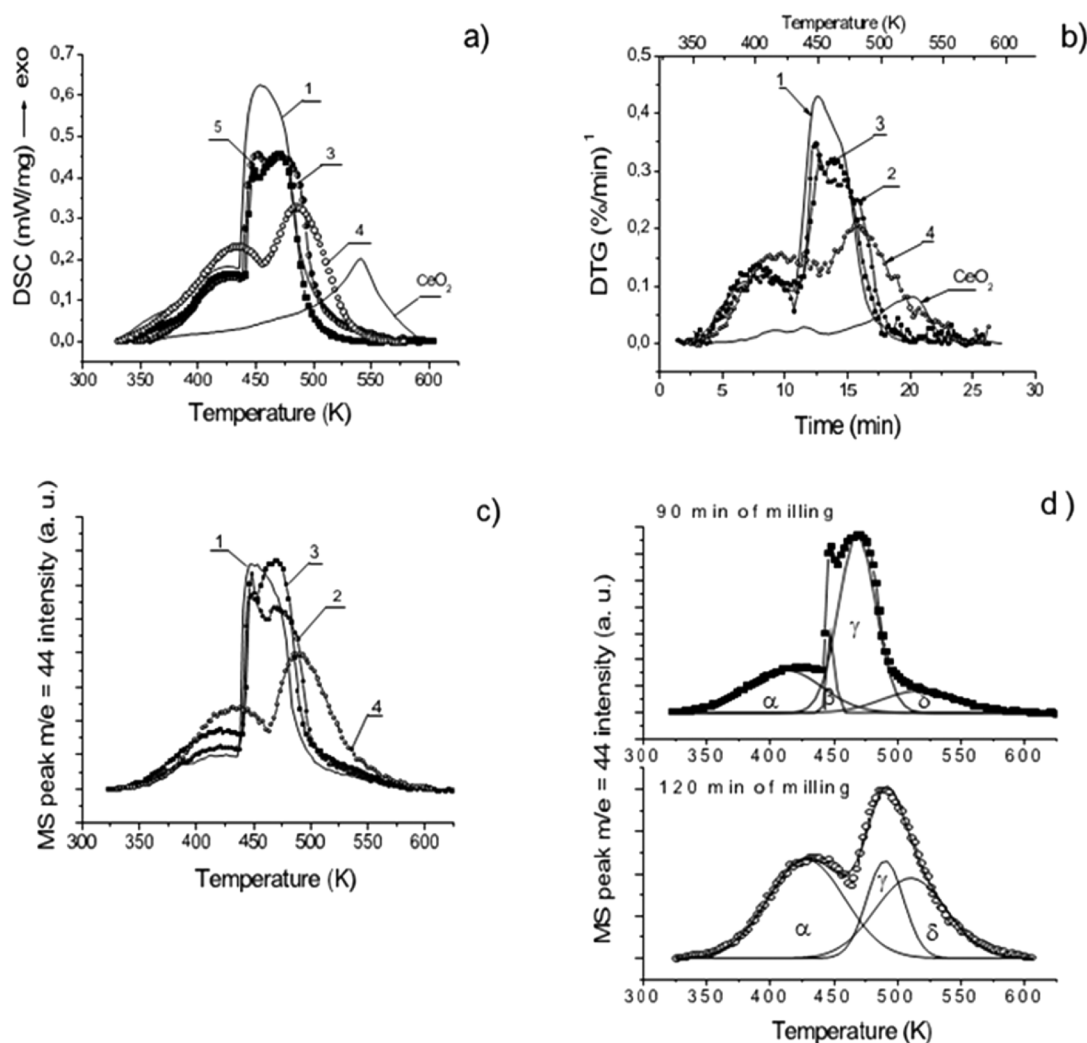 a)
DSC (mW/mg) → exo
0,7
0,6
0,5
0,4
0,3
0,2
0,1
0,0
1
5
3
4
CeO₂
300 350 400 450 500 550 600
Temperature (K)
b)
Temperature (K)
350 400 450 500 550 600
DTG (%/min)¹
0,5
0,4
0,3
0,2
0,1
0,0
1
3
2
4
CeO₂
0 5 10 15 20 25 30
Time (min)
c)
MS peak m/e = 44 intensity (a. u.)
1
3
2
4
300 350 400 450 500 550 600
Temperature (K)
d)
MS peak m/e = 44 intensity (a. u.)
90 min of milling
α β γ δ
300 350 400 450 500 550 600
120 min of milling
α γ δ
300 350 400 450 500 550 600
Temperature (K)